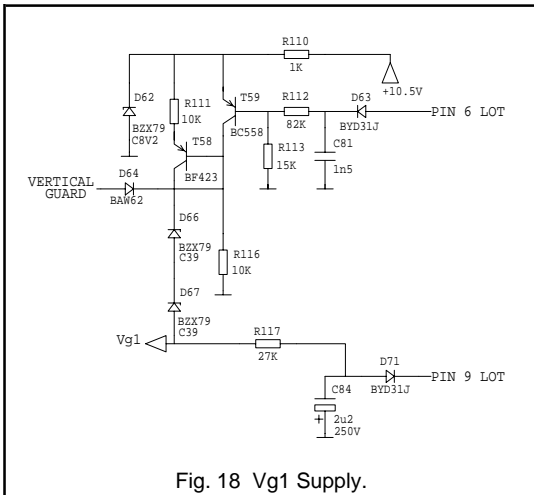 R110
1K
+10.5V
D62
BZX79
C8V2
R111
10K
T59
BC558
R112
82K
D63
BYD31J
PIN 6 LOT
T58
BF423
R113
15K
C81
1n5
VERTICAL
GUARD
D64
BAW62
D66
BZX79
C39
R116
10K
D67
BZX79
C39
Vg1
R117
27K
D71
BYD31J
PIN 9 LOT
C84
+
2u2
250V
Fig. 18 Vg1 Supply.